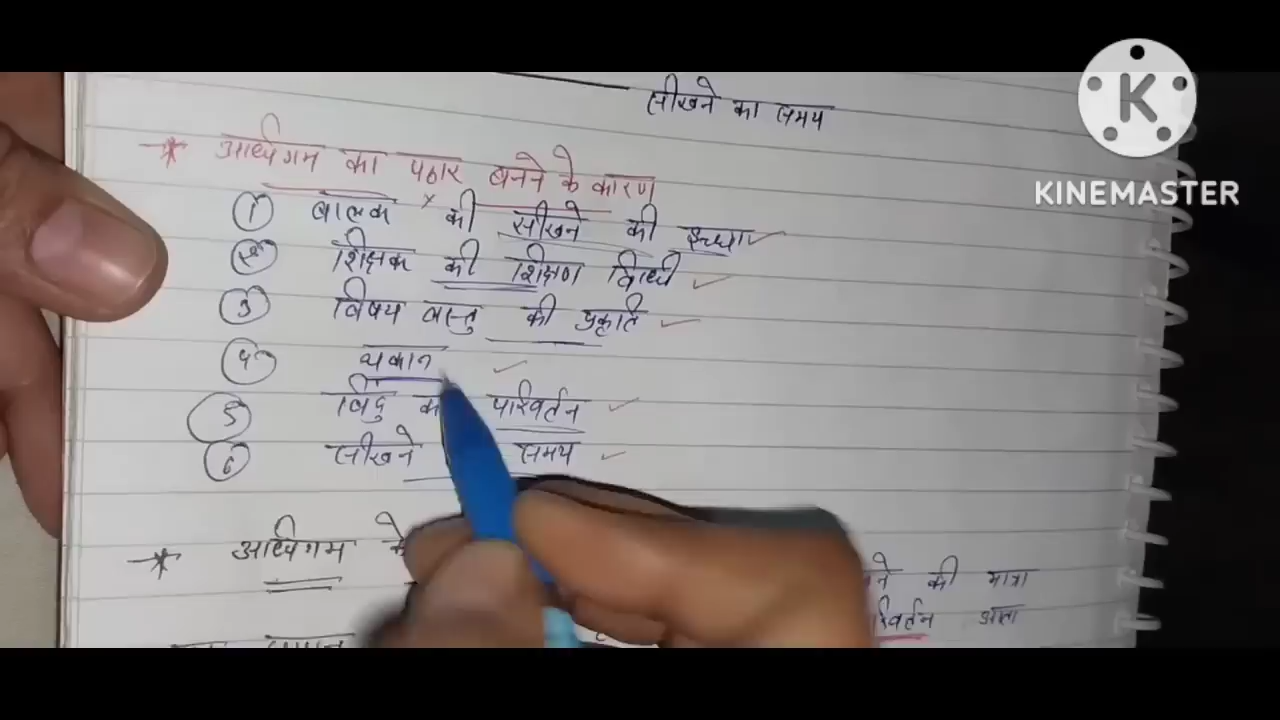 सीखने का समय
* अधिगम का पठार बनने के कारण
① बालक की सीखने की इच्छा ✓
② शिक्षक की शिक्षण विधी ✓
③ विषय वस्तु की प्रकृति ✓
④ थकान ✓
⑤ परिवर्तन ✓
⑥ सीखने समय ✓
* अधिगम के की मात्रा
KINEMASTER